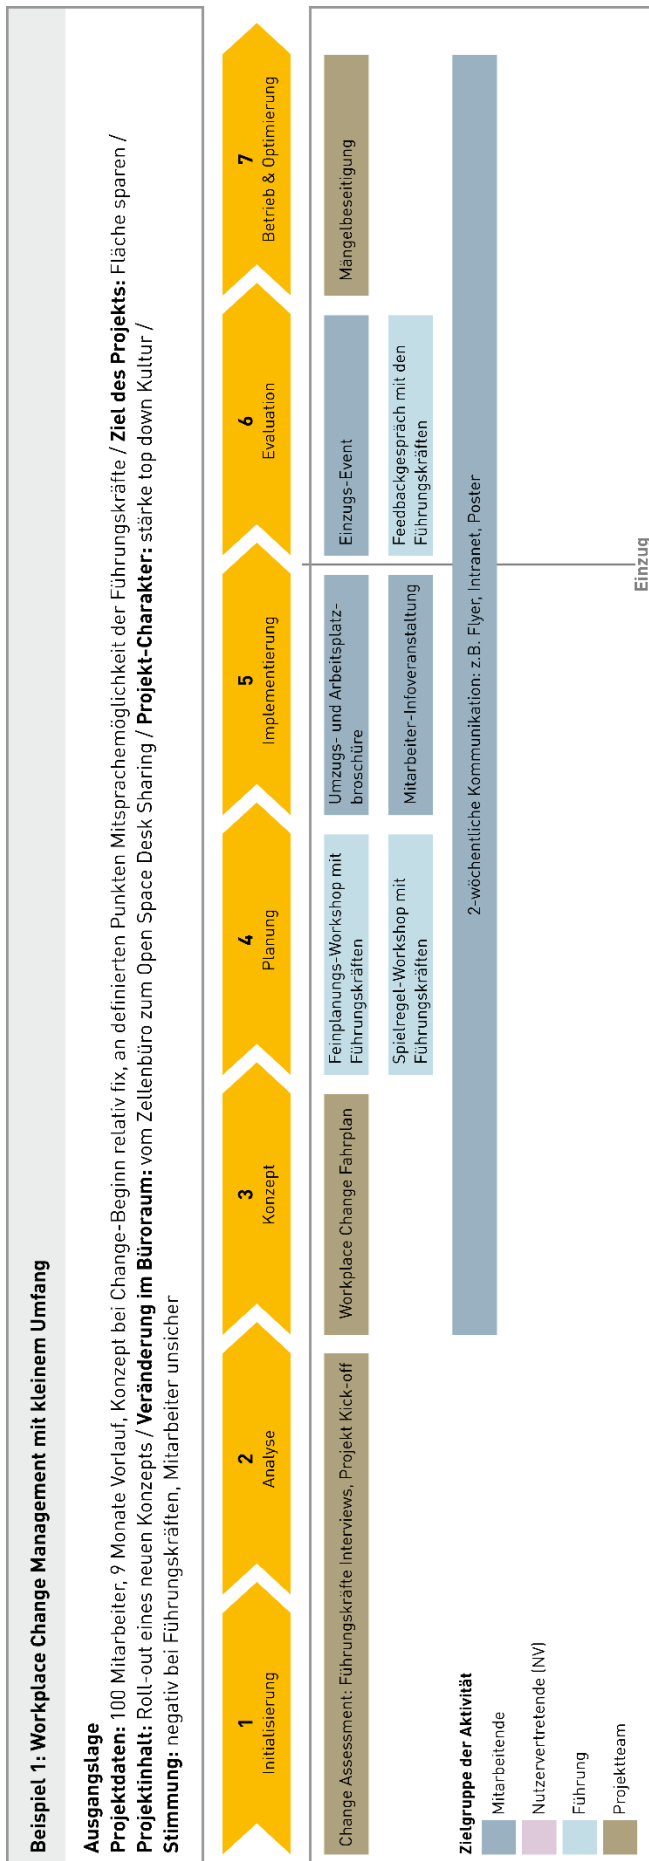 Beispiel 1: Workplace Change Management mit kleinem Umfang
Ausgangslage
Projektdaten: 100 Mitarbeiter, 9 Monate Vorlauf, Konzept bei Change-Beginn relativ fix, an definierten Punkten Mitsprachemöglichkeit der Führungskräfte / Ziel des Projekts: Fläche sparen /
Projektinhalt: Roll-out eines neuen Konzepts / Veränderung im Büroraum: vom Zellenbüro zum Open Space Desk Sharing / Projekt-Charakter: stärke top down Kultur /
Stimmung: negativ bei Führungskräften, Mitarbeiter unsicher
1
Initialisierung
2
Analyse
3
Konzept
4
Planung
5
Implementierung
6
Evaluation
7
Betrieb & Optimierung
Change Assessment: Führungskräfte Interviews, Projekt Kick-off
Workplace Change Fahrplan
Feinplanungs-Workshop mit
Führungskräften
Umzugs- und Arbeitsplatz-
broschüre
Einzugs-Event
Mängelbeseitigung
Spielregel-Workshop mit
Führungskräften
Mitarbeiter-Infoveranstaltung
Feedbackgespräch mit den
Führungskräften
2-wöchentliche Kommunikation: z.B. Flyer, Intranet, Poster
Zielgruppe der Aktivität
Mitarbeitende
Nutzervertretende (NV)
Führung
Projektteam
Einzug